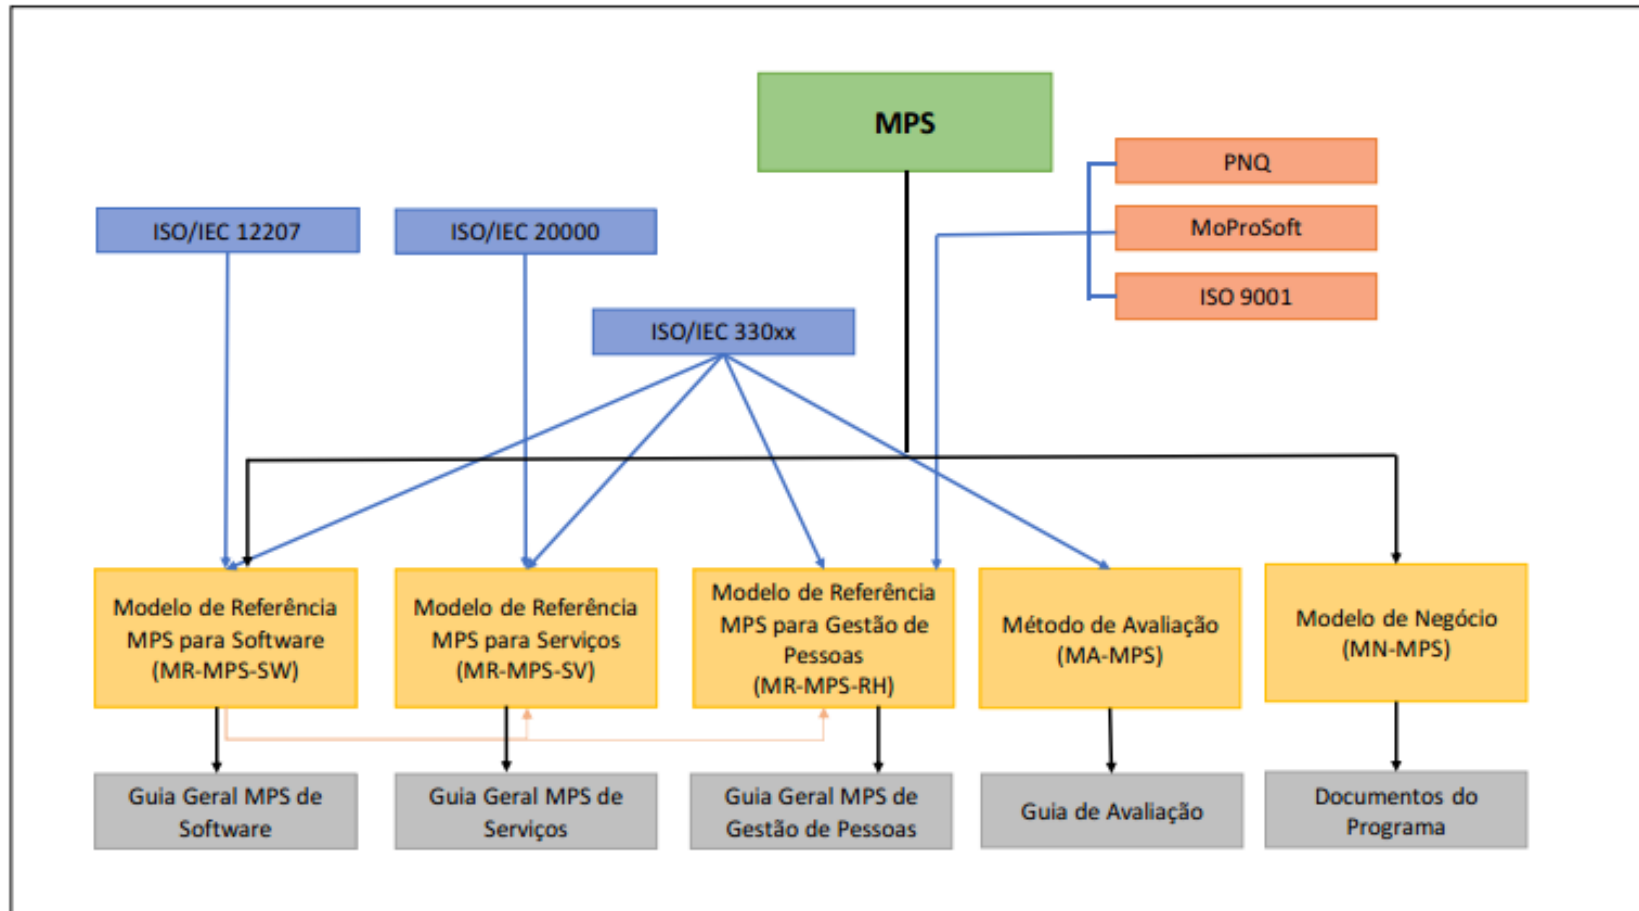 MPS
PNQ
MoProSoft
ISO 9001
ISO/IEC 12207
ISO/IEC 20000
ISO/IEC 330xx
Modelo de Referência
MPS para Software
(MR-MPS-SW)
Modelo de Referência
MPS para Serviços
(MR-MPS-SV)
Modelo de Referência
MPS para Gestão de
Pessoas
(MR-MPS-RH)
Método de Avaliação
(MA-MPS)
Modelo de Negócio
(MN-MPS)
Guia Geral MPS de
Software
Guia Geral MPS de
Serviços
Guia Geral MPS de
Gestão de Pessoas
Guia de Avaliação
Documentos do
Programa